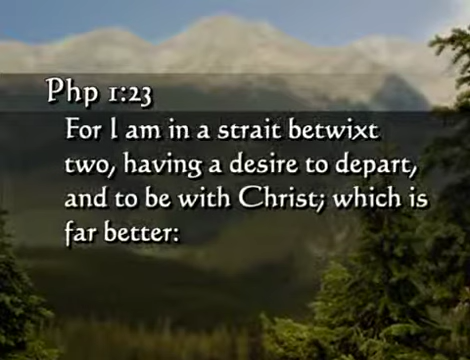 Php 1:23
For I am in a strait betwixt
two, having a desire to depart,
and to be with Christ; which is
far better: